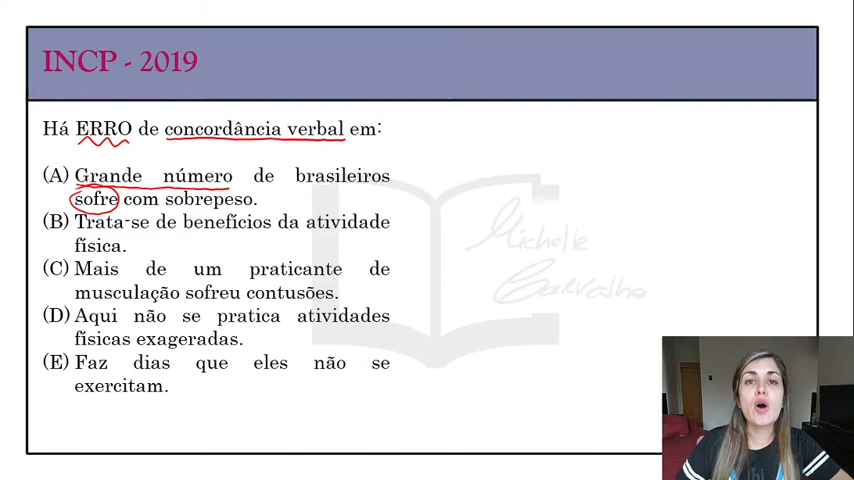 INCP - 2019
Há ERRO de concordância verbal em:
(A) Grande número de brasileiros
sofre com sobrepeso.
(B) Trata-se de benefícios da atividade
física.
(C) Mais de um praticante de
musculação sofreu contusões.
(D) Aqui não se pratica atividades
físicas exageradas.
(E) Faz dias que eles não se
exercitam.
Michelle
Carvalho